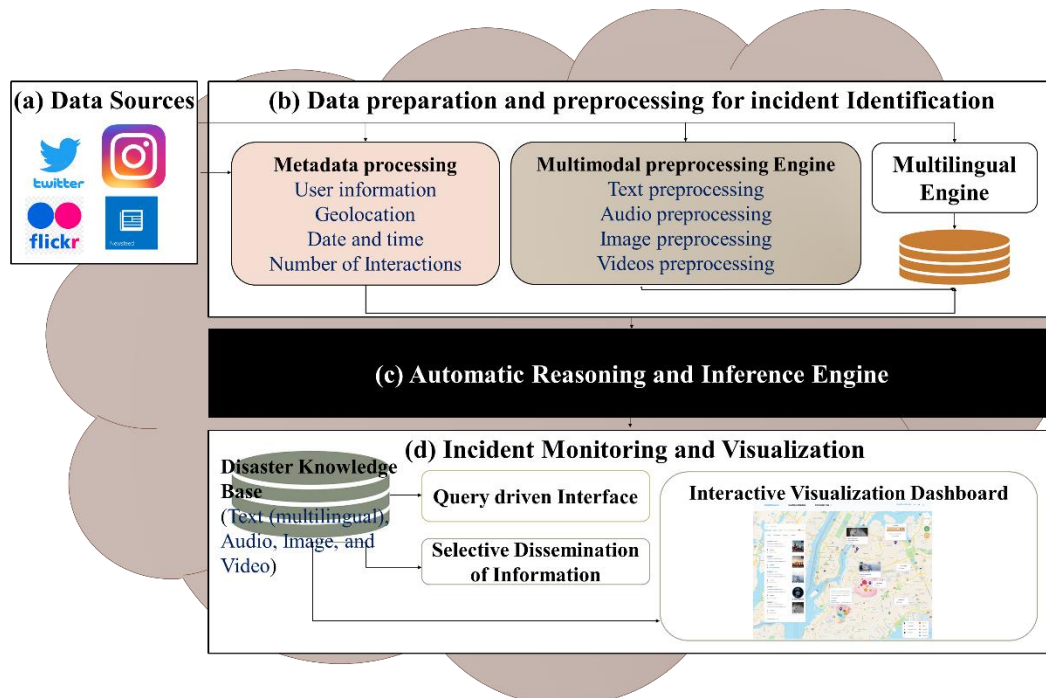 (a) Data Sources
twitter
flickr
Newsfeed
(b) Data preparation and preprocessing for incident Identification
Metadata processing
User information
Geolocation
Date and time
Number of Interactions
Multimodal preprocessing Engine
Text preprocessing
Audio preprocessing
Image preprocessing
Videos preprocessing
Multilingual
Engine
(c) Automatic Reasoning and Inference Engine
(d) Incident Monitoring and Visualization
Disaster Knowledge
Base
(Text (multilingual),
Audio, Image, and
Video)
Query driven Interface
Selective Dissemination
of Information
Interactive Visualization Dashboard